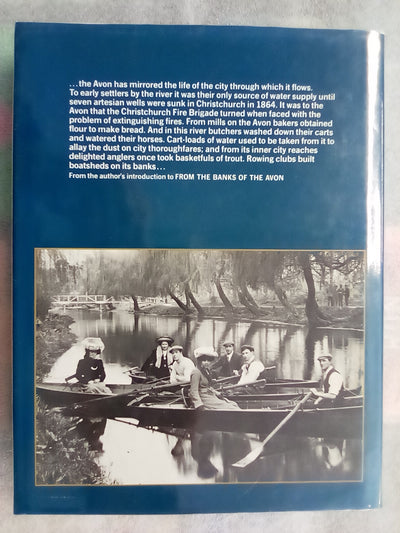 ...the Avon has mirrored the life of the city through which it flows.
To early settlers by the river it was their only source of water supply until
seven artesian wells were sunk in Christchurch in 1864. It was to the
Avon that the Christchurch Fire Brigade turned when faced with the
problem of extinguishing fires. From mills on the Avon bakers obtained
flour to make bread. And in this river butchers washed down their carts
and watered their horses. Cart-loads of water used to be taken from it to
allay the dust on city thoroughfares; and from its inner city reaches
delighted anglers once took basketfuls of trout. Rowing clubs built
boatsheds on its banks...
From the author's introduction to FROM THE BANKS OF THE AVON